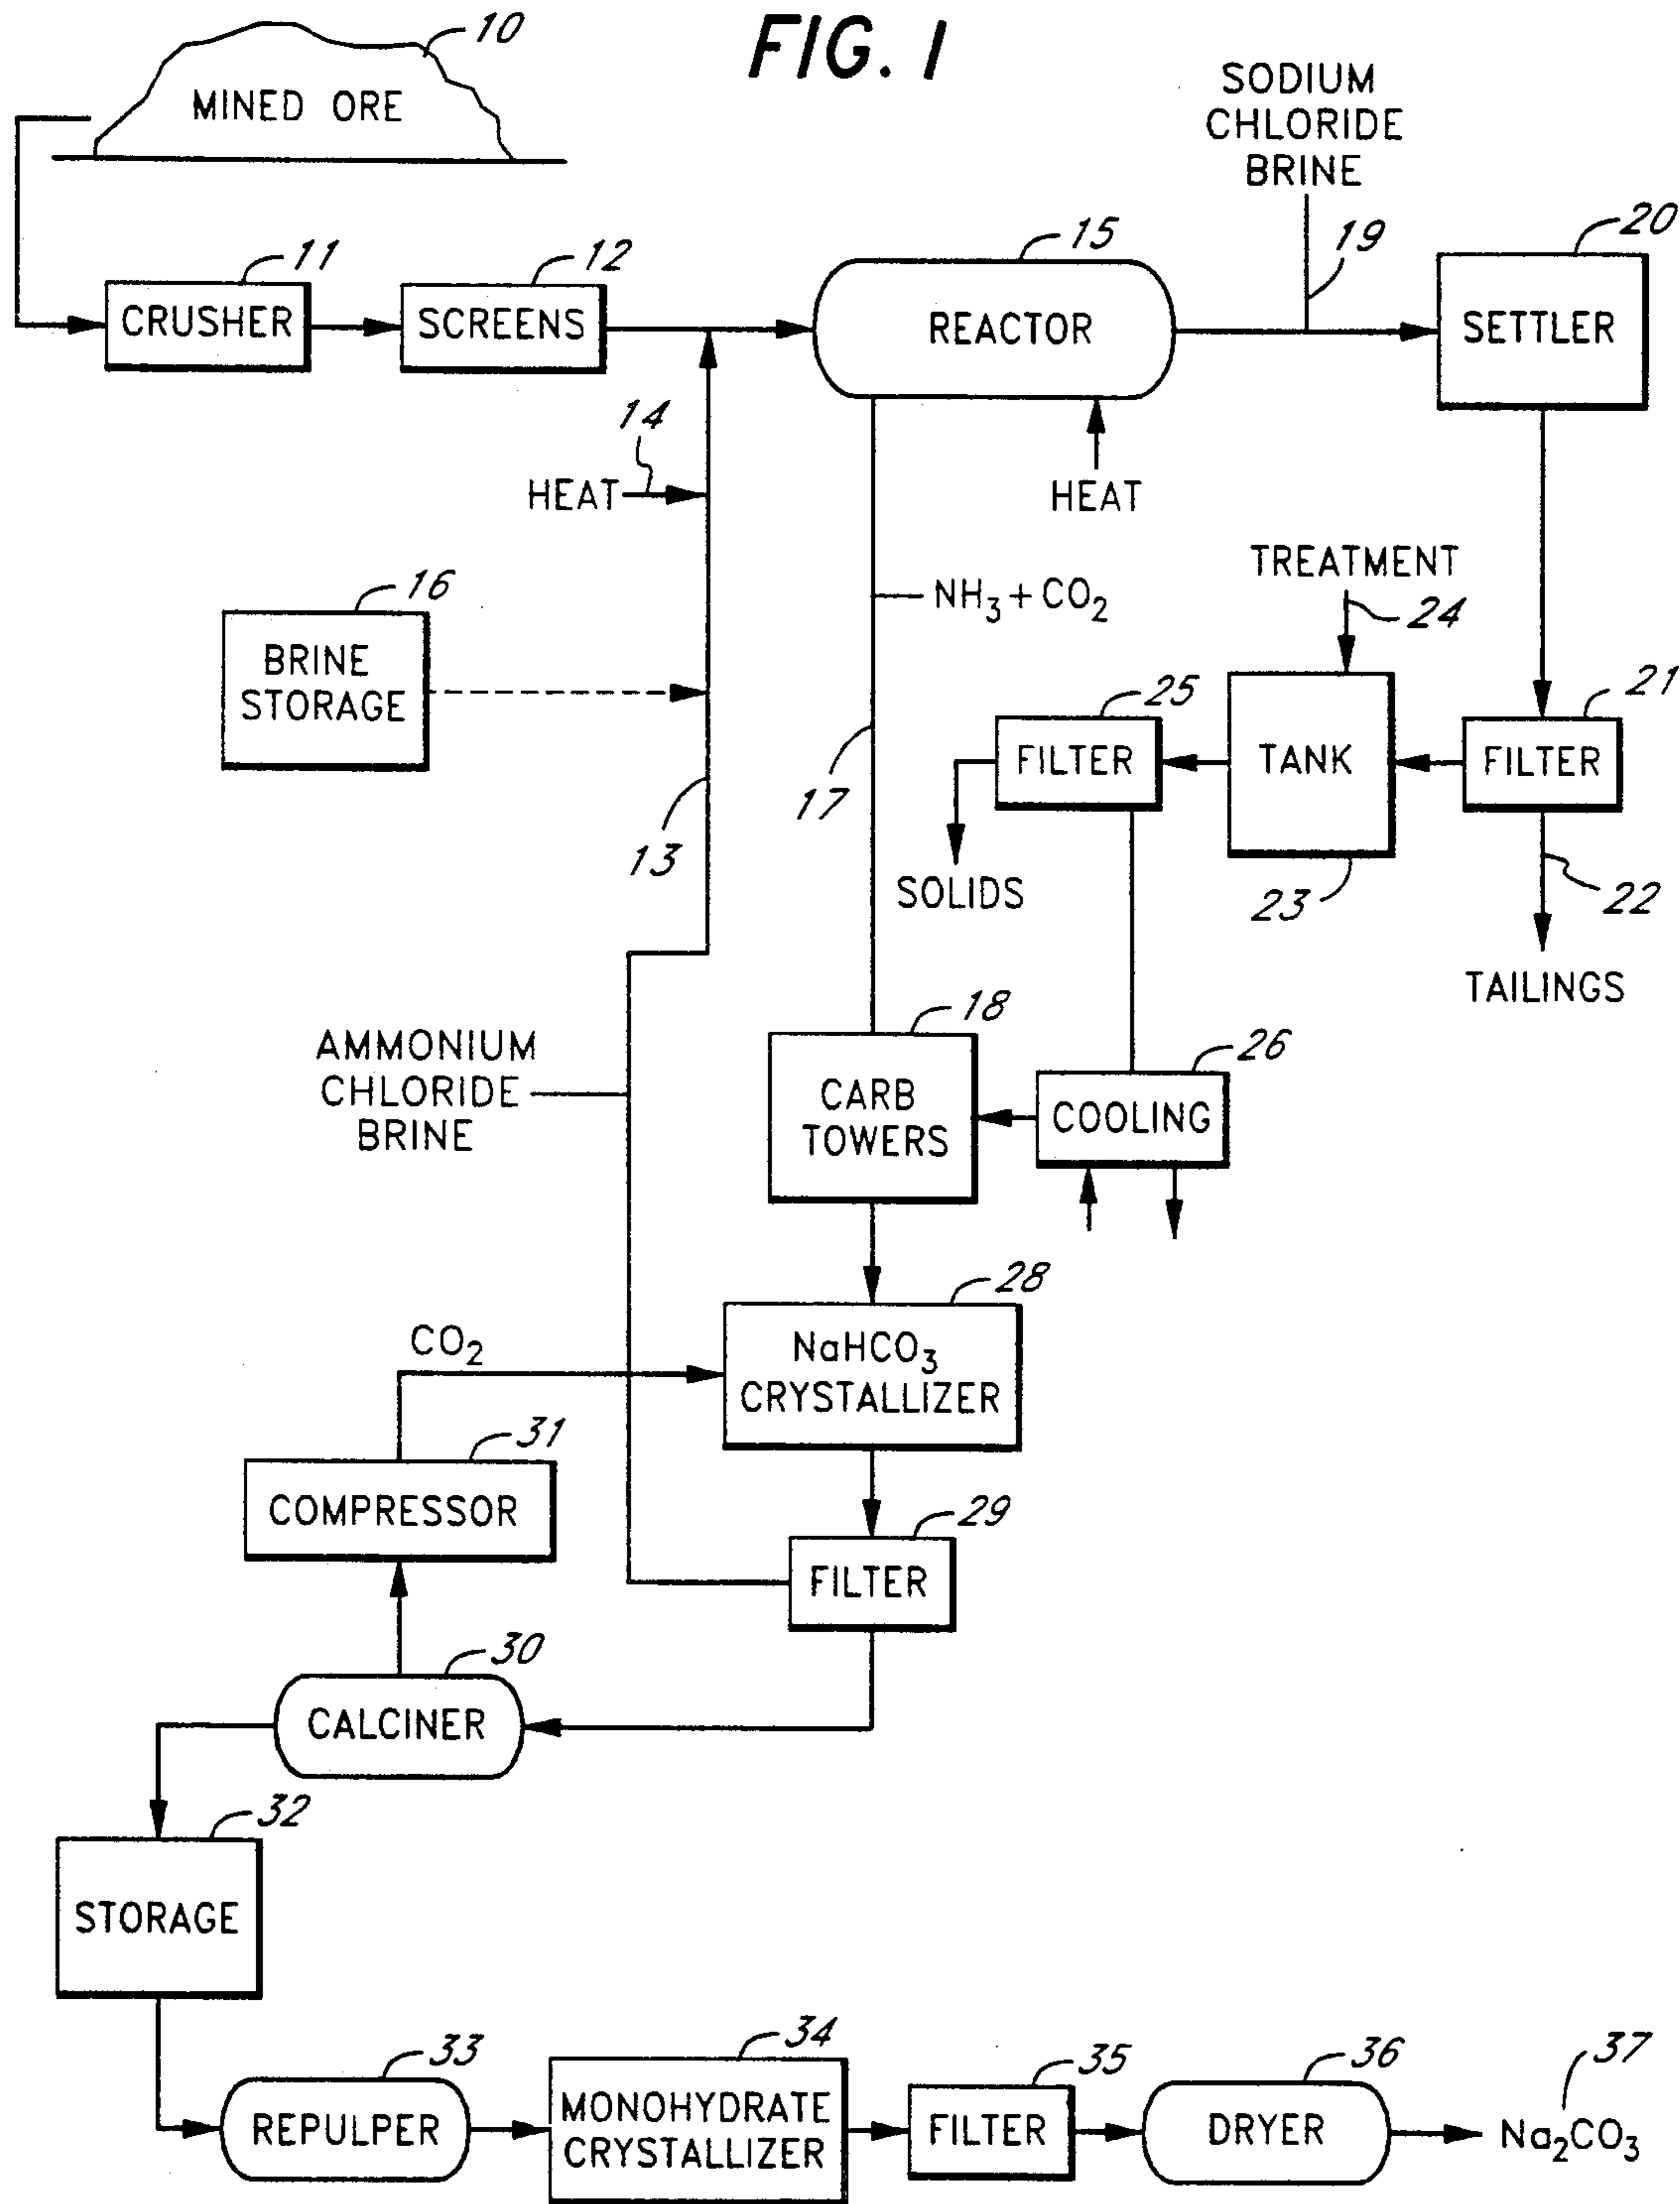 FIG. 1
10
MINED ORE
SODIUM
CHLORIDE
BRINE
19
11
CRUSHER
12
SCREENS
15
REACTOR
20
SETTLER
14
HEAT
HEAT
16
BRINE
STORAGE
NH₃ + CO₂
TREATMENT
24
13
17
25
FILTER
TANK
23
21
FILTER
22
SOLIDS
TAILINGS
AMMONIUM
CHLORIDE
BRINE
18
CARB
TOWERS
26
COOLING
28
NaHCO₃
CRYSTALLIZER
CO₂
31
COMPRESSOR
29
FILTER
30
CALCINER
32
STORAGE
33
REPULPER
34
MONOHYDRATE
CRYSTALLIZER
35
FILTER
36
DRYER
37
Na₂CO₃